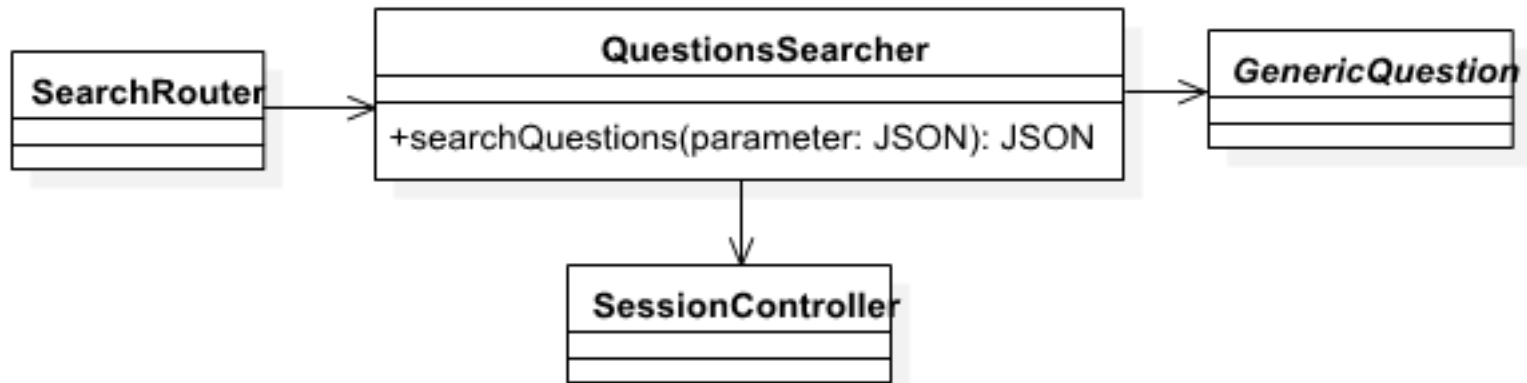 SearchRouter
QuestionsSearcher
+searchQuestions(parameter: JSON): JSON
GenericQuestion
SessionController